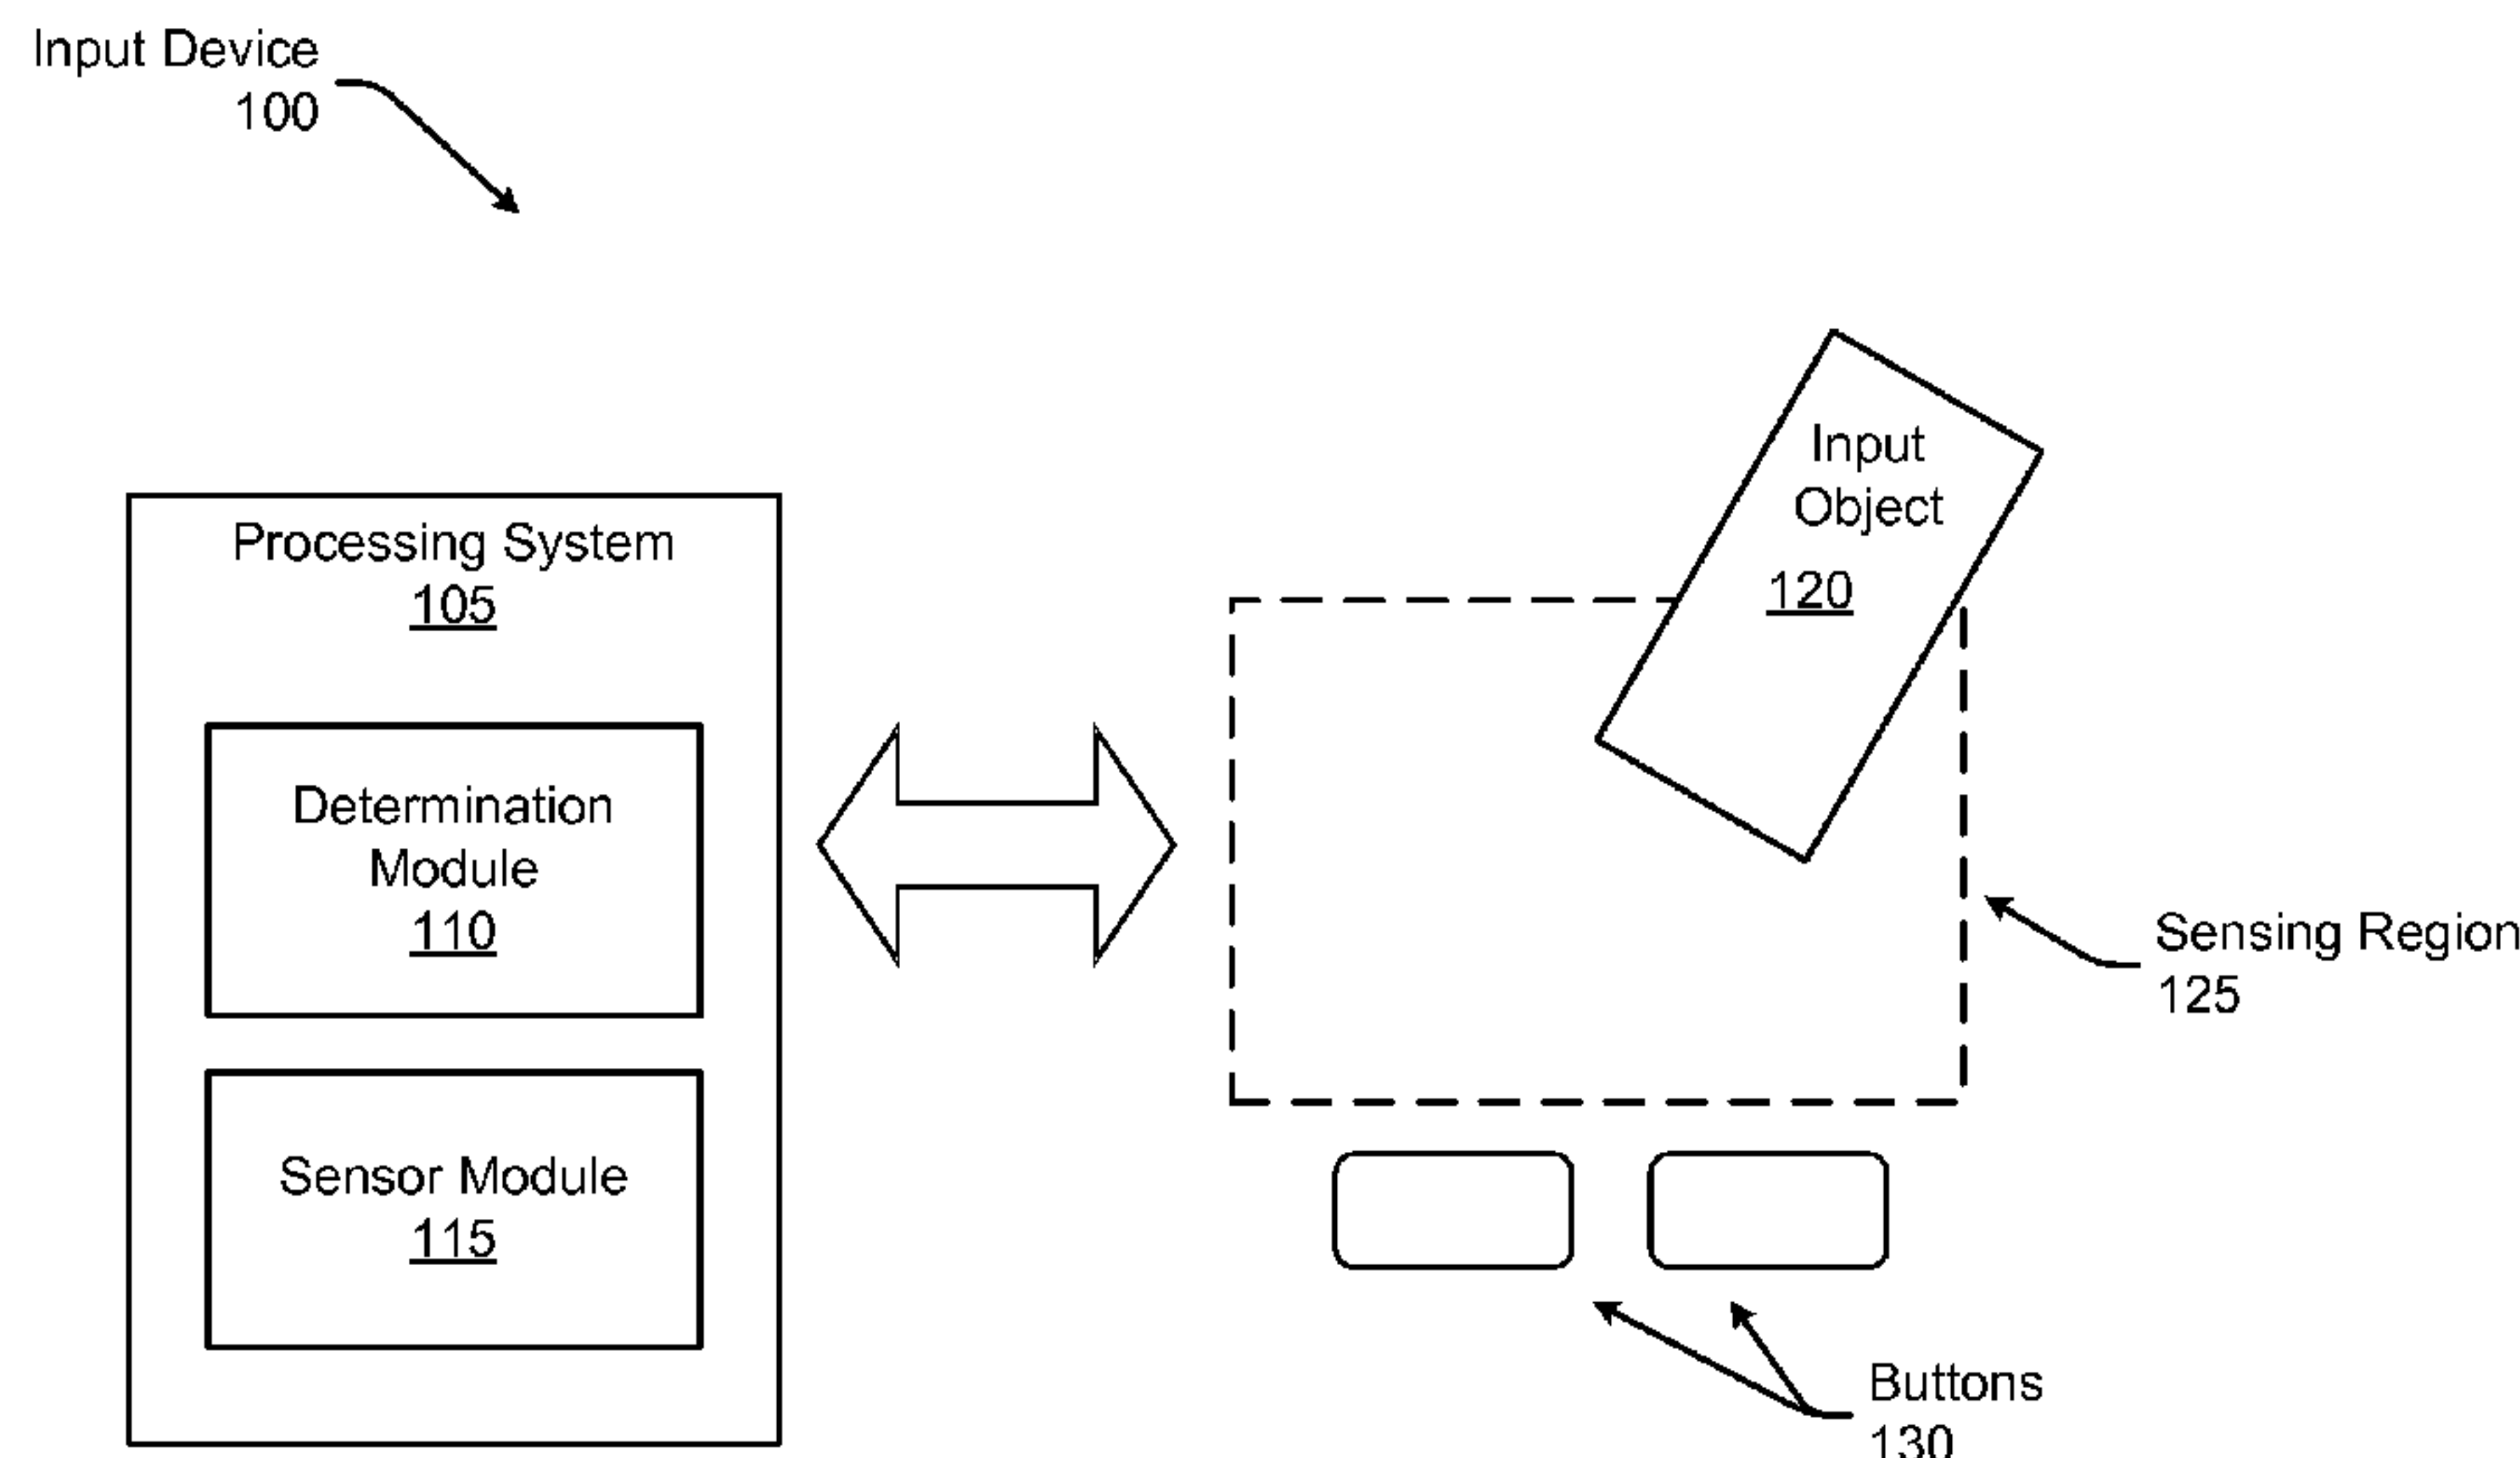 Input Device
100
Processing System
105
Determination
Module
110
Sensor Module
115
Input
Object
120
Sensing Region
125
Buttons
130